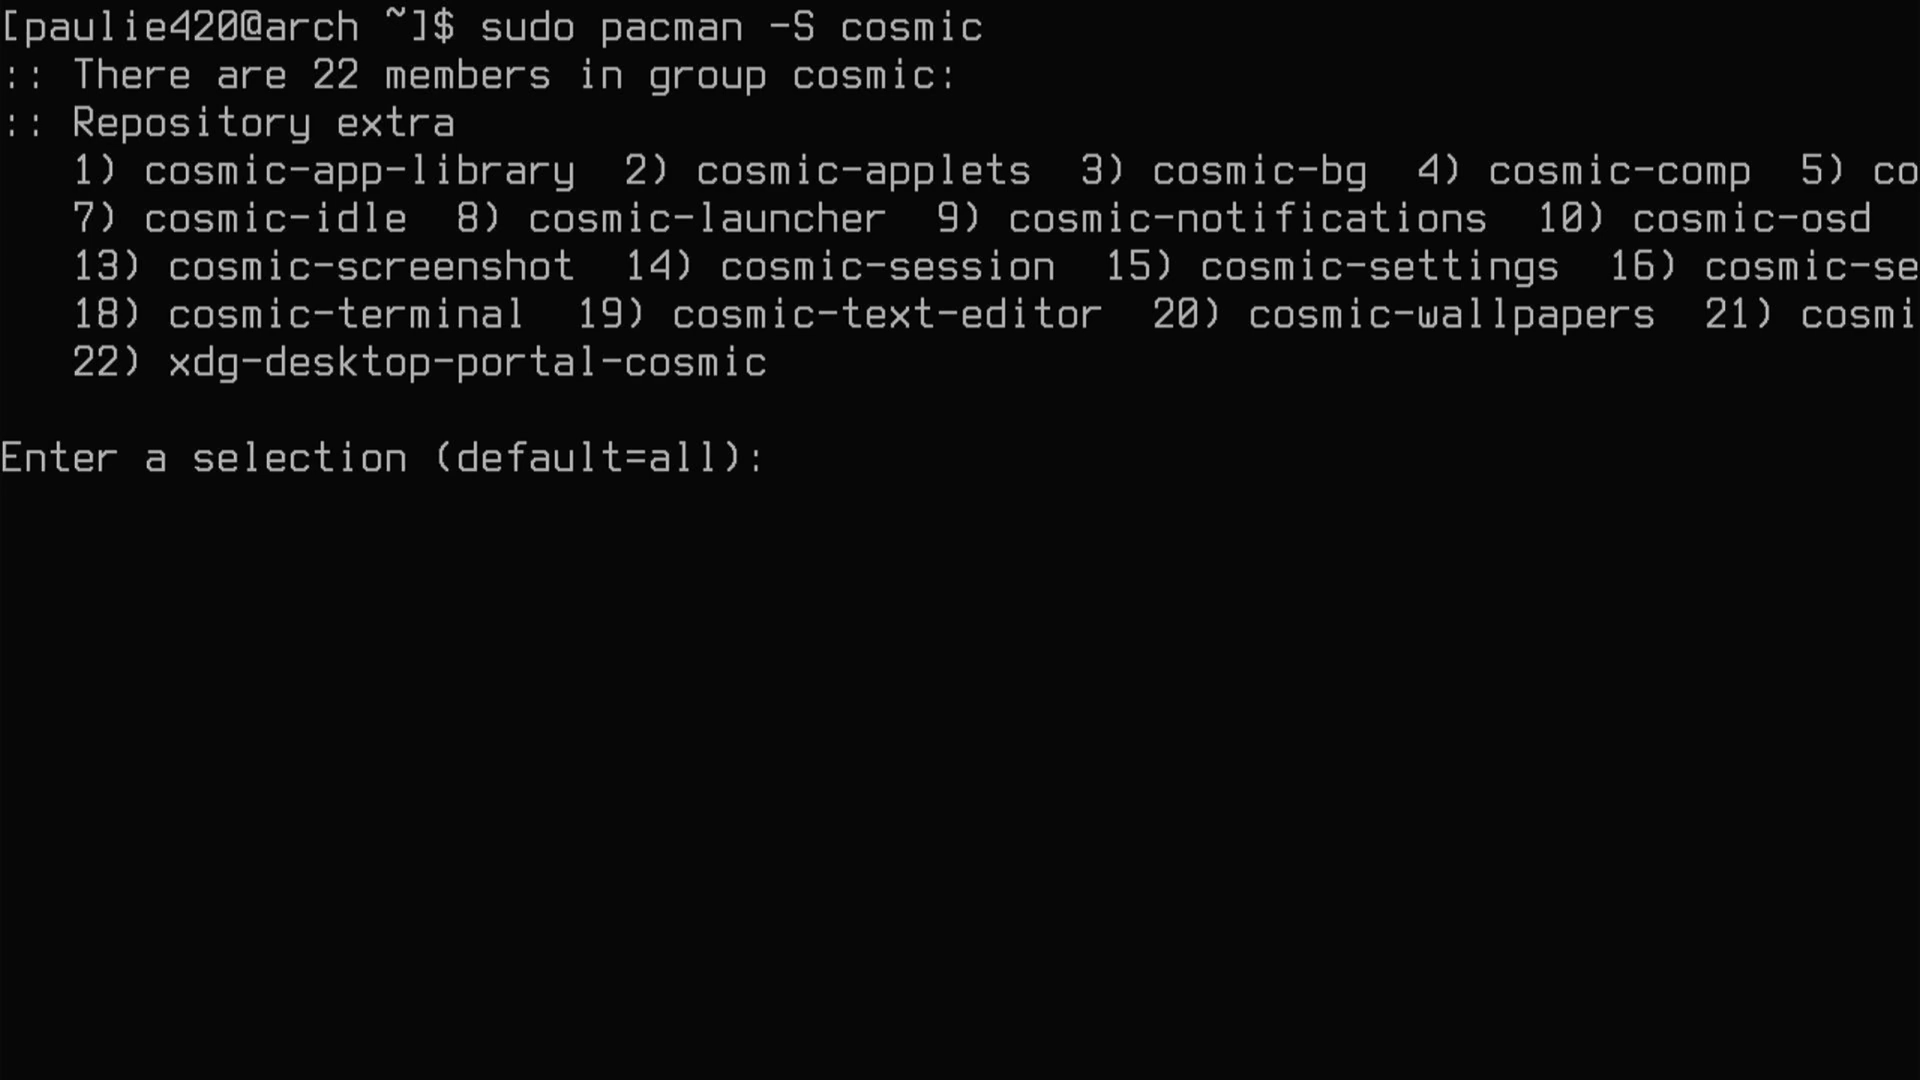 [paulie420@arch ~]$ sudo pacman -S cosmic
:: There are 22 members in group cosmic:
:: Repository extra
1) cosmic-app-library 2) cosmic-applets 3) cosmic-bg 4) cosmic-comp 5) co
7) cosmic-idle 8) cosmic-launcher 9) cosmic-notifications 10) cosmic-osd
13) cosmic-screenshot 14) cosmic-session 15) cosmic-settings 16) cosmic-se
18) cosmic-terminal 19) cosmic-text-editor 20) cosmic-wallpapers 21) cosmi
22) xdg-desktop-portal-cosmic
Enter a selection (default=all):